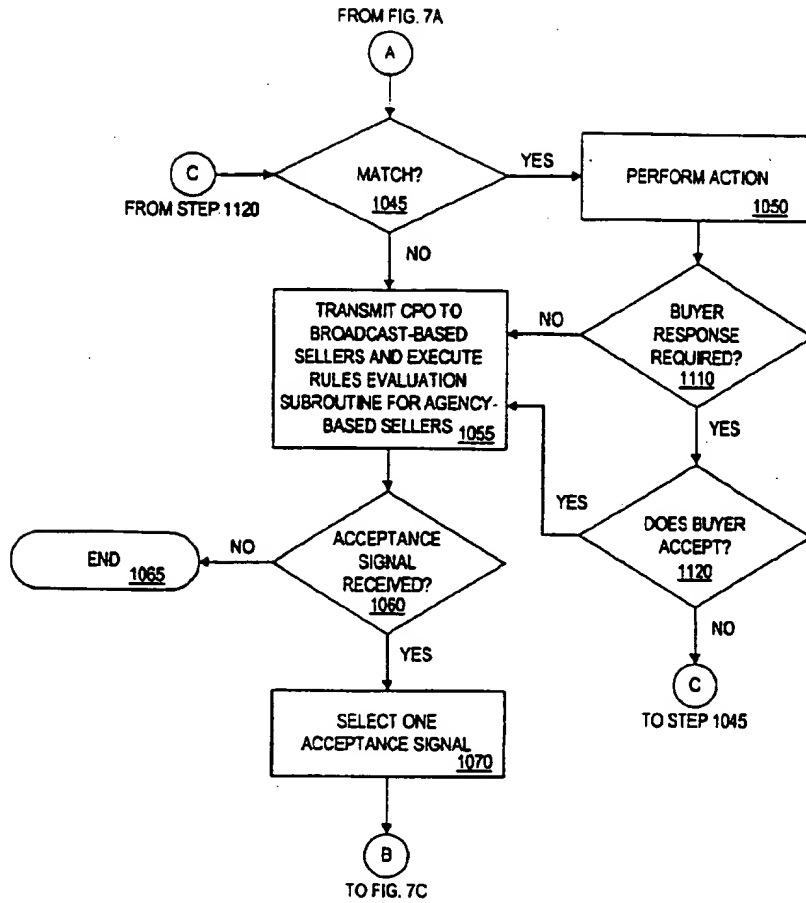 FROM FIG. 7A
A
C
FROM STEP 1120
MATCH?
1045
YES
NO
PERFORM ACTION
1050
TRANSMIT CPO TO
BROADCAST-BASED
SELLERS AND EXECUTE
RULES EVALUATION
SUBROUTINE FOR AGENCY-
BASED SELLERS 1055
NO
BUYER
RESPONSE
REQUIRED?
1110
YES
YES
DOES BUYER
ACCEPT?
1120
NO
C
TO STEP 1045
ACCEPTANCE
SIGNAL
RECEIVED?
1060
NO
END
1065
YES
SELECT ONE
ACCEPTANCE SIGNAL
1070
B
TO FIG. 7C